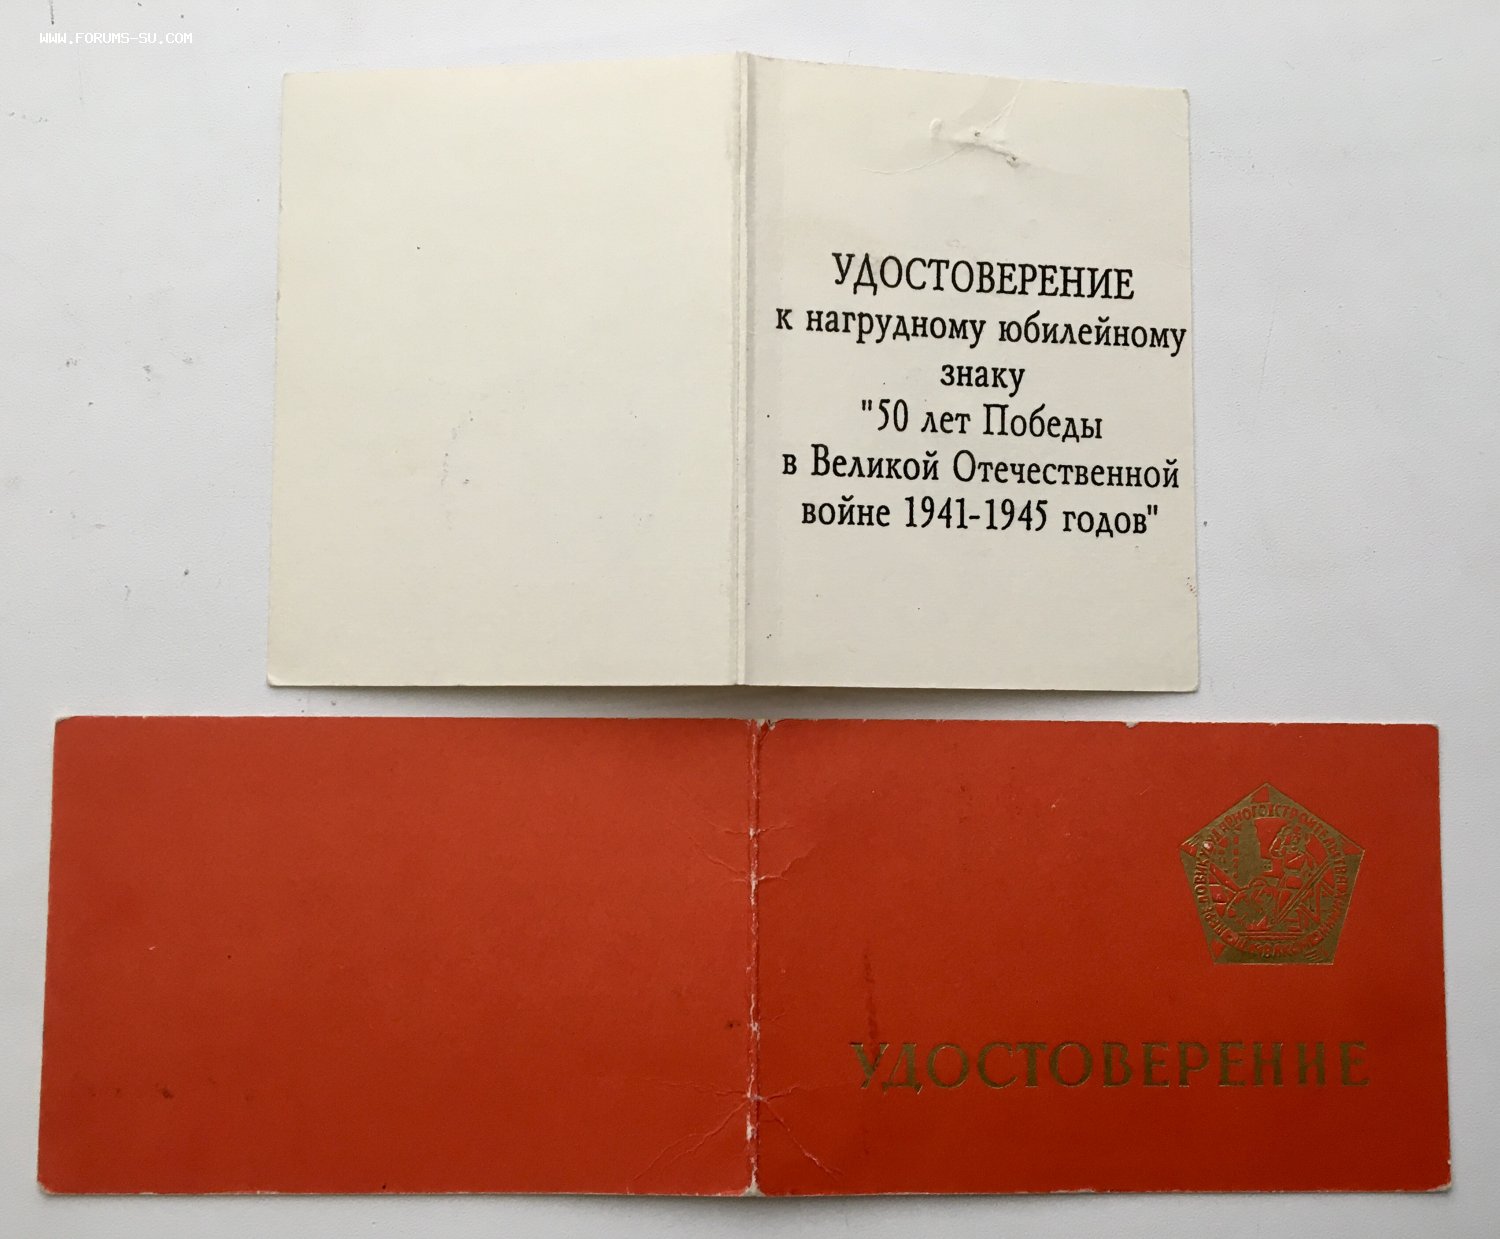 WWW.FORUMS-SU.COM
УДОСТОВЕРЕНИЕ
к нагрудному юбилейному
знаку
"50 лет Победы
в Великой Отечественной
войне 1941-1945 годов"
УДОСТОВЕРЕНИЕ